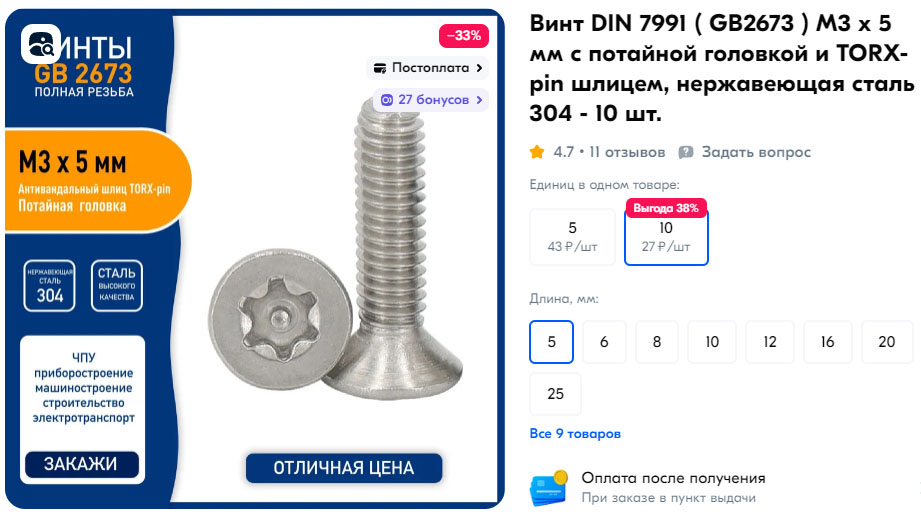 ИНТЫ
GB 2673
ПОЛНАЯ РЕЗЬБА
М3 х 5 мм
Антивандальный шлиц TORX-pin
Потайная головка
НЕРЖАВЕЮЩАЯ
СТАЛЬ
304
СТАЛЬ
ВЫСОКОГО
КАЧЕСТВА
ЧПУ
приборостроение
машиностроение
строительство
электротранспорт
ЗАКАЖИ
−33%
Постоплата
27 бонусов
ОТЛИЧНАЯ ЦЕНА
Винт DIN 7991 ( GB2673 ) М3 х 5
мм с потайной головкой и TORX-
pin шлицем, нержавеющая сталь
304 - 10 шт.
4.7 • 11 отзывов Задать вопрос
Единиц в одном товаре:
Выгода 38%
5 10
43 ₽/шт 27 ₽/шт
Длина, мм:
5 6 8 10 12 16 20
25
Все 9 товаров
Оплата после получения
При заказе в пункт выдачи